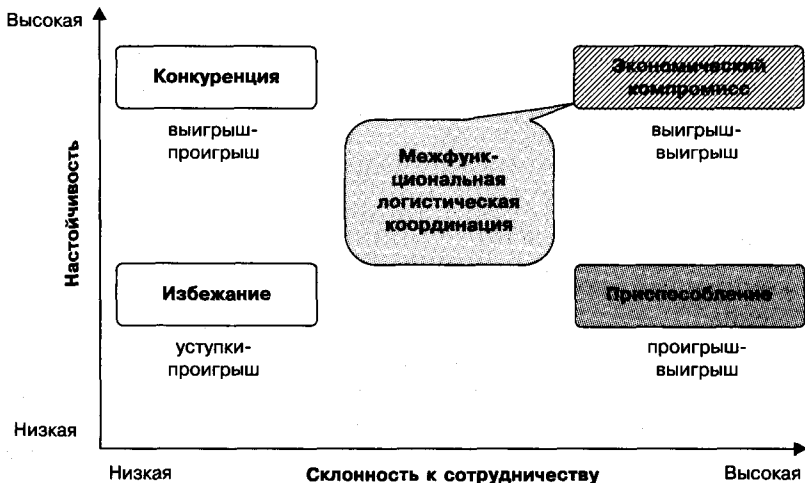 Высокая
Конкуренция
Экономический
компромисс
выигрыш-
проигрыш
выигрыш-
выигрыш
Межфунк-
циональная
логистическая
координация
Настойчивость
Избежание
Приспособление
уступки-
проигрыш
проигрыш-
выигрыш
Низкая
Низкая
Склонность к сотрудничеству
Высокая